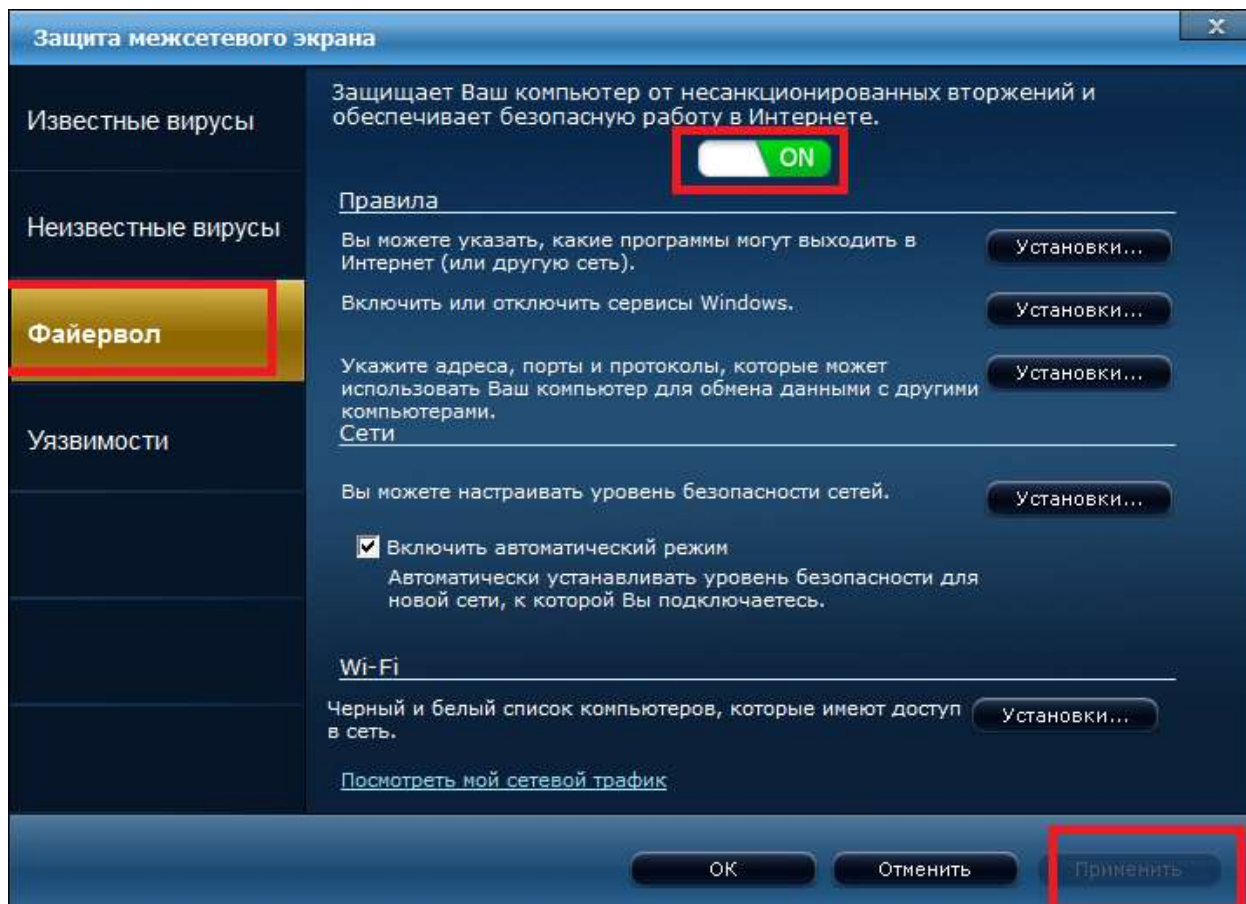 Защита межсетевого экрана
X
Известные вирусы
Неизвестные вирусы
Файервол
Уязвимости
Защищает Ваш компьютер от несанкционированных вторжений и
обеспечивает безопасную работу в Интернете.
ON
Правила
Вы можете указать, какие программы могут выходить в
Интернет (или другую сеть).
Установки...
Включить или отключить сервисы Windows.
Установки...
Укажите адреса, порты и протоколы, которые может
использовать Ваш компьютер для обмена данными с другими
компьютерами.
Установки...
Сети
Вы можете настраивать уровень безопасности сетей.
Установки...
Включить автоматический режим
Автоматически устанавливать уровень безопасности для
новой сети, к которой Вы подключаетесь.
Wi-Fi
Черный и белый список компьютеров, которые имеют доступ
в сеть.
Установки...
Посмотреть мой сетевой трафик
ОК
Отменить
Применить